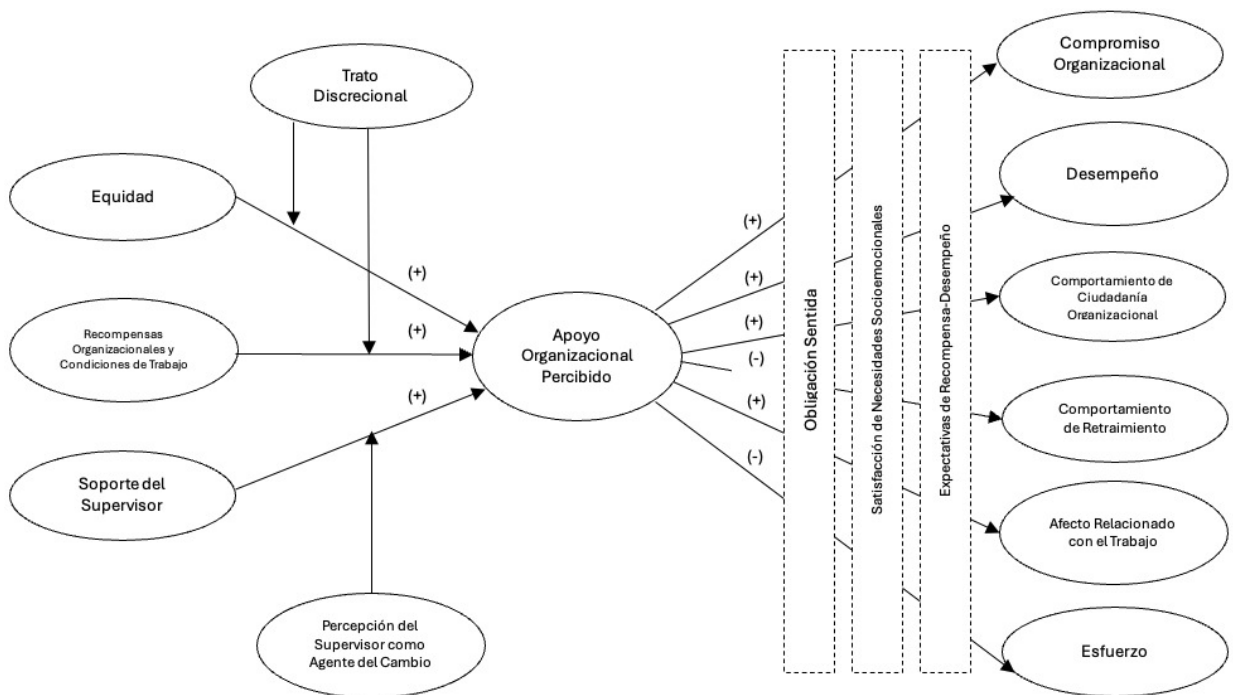 Trato
Discrecional
Equidad
Recompensas
Organizacionales y
Condiciones de Trabajo
Soporte del
Supervisor
Percepción del
Supervisor como
Agente del Cambio
(+)
(+)
(+)
Apoyo
Organizacional
Percibido
(+)
(+)
(+)
(-)
(+)
(-)
Obligación Sentida
Satisfacción de Necesidades Socioemocionales
Expectativas de Recompensa-Desempeño
Compromiso
Organizacional
Desempeño
Comportamiento de
Ciudadanía
Organizacional
Comportamiento
de Retraimiento
Afecto Relacionado
con el Trabajo
Esfuerzo